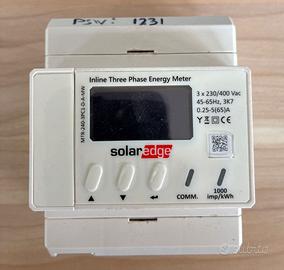 PSW: 1231
Inline Three Phase Energy Meter
MTR-240-3PC1-D-A-MW
3 x 230/400 Vac
45-65Hz, 3K7
0.25-5(65)A
solaredge
COMM.
1000
imp/kWh
subito